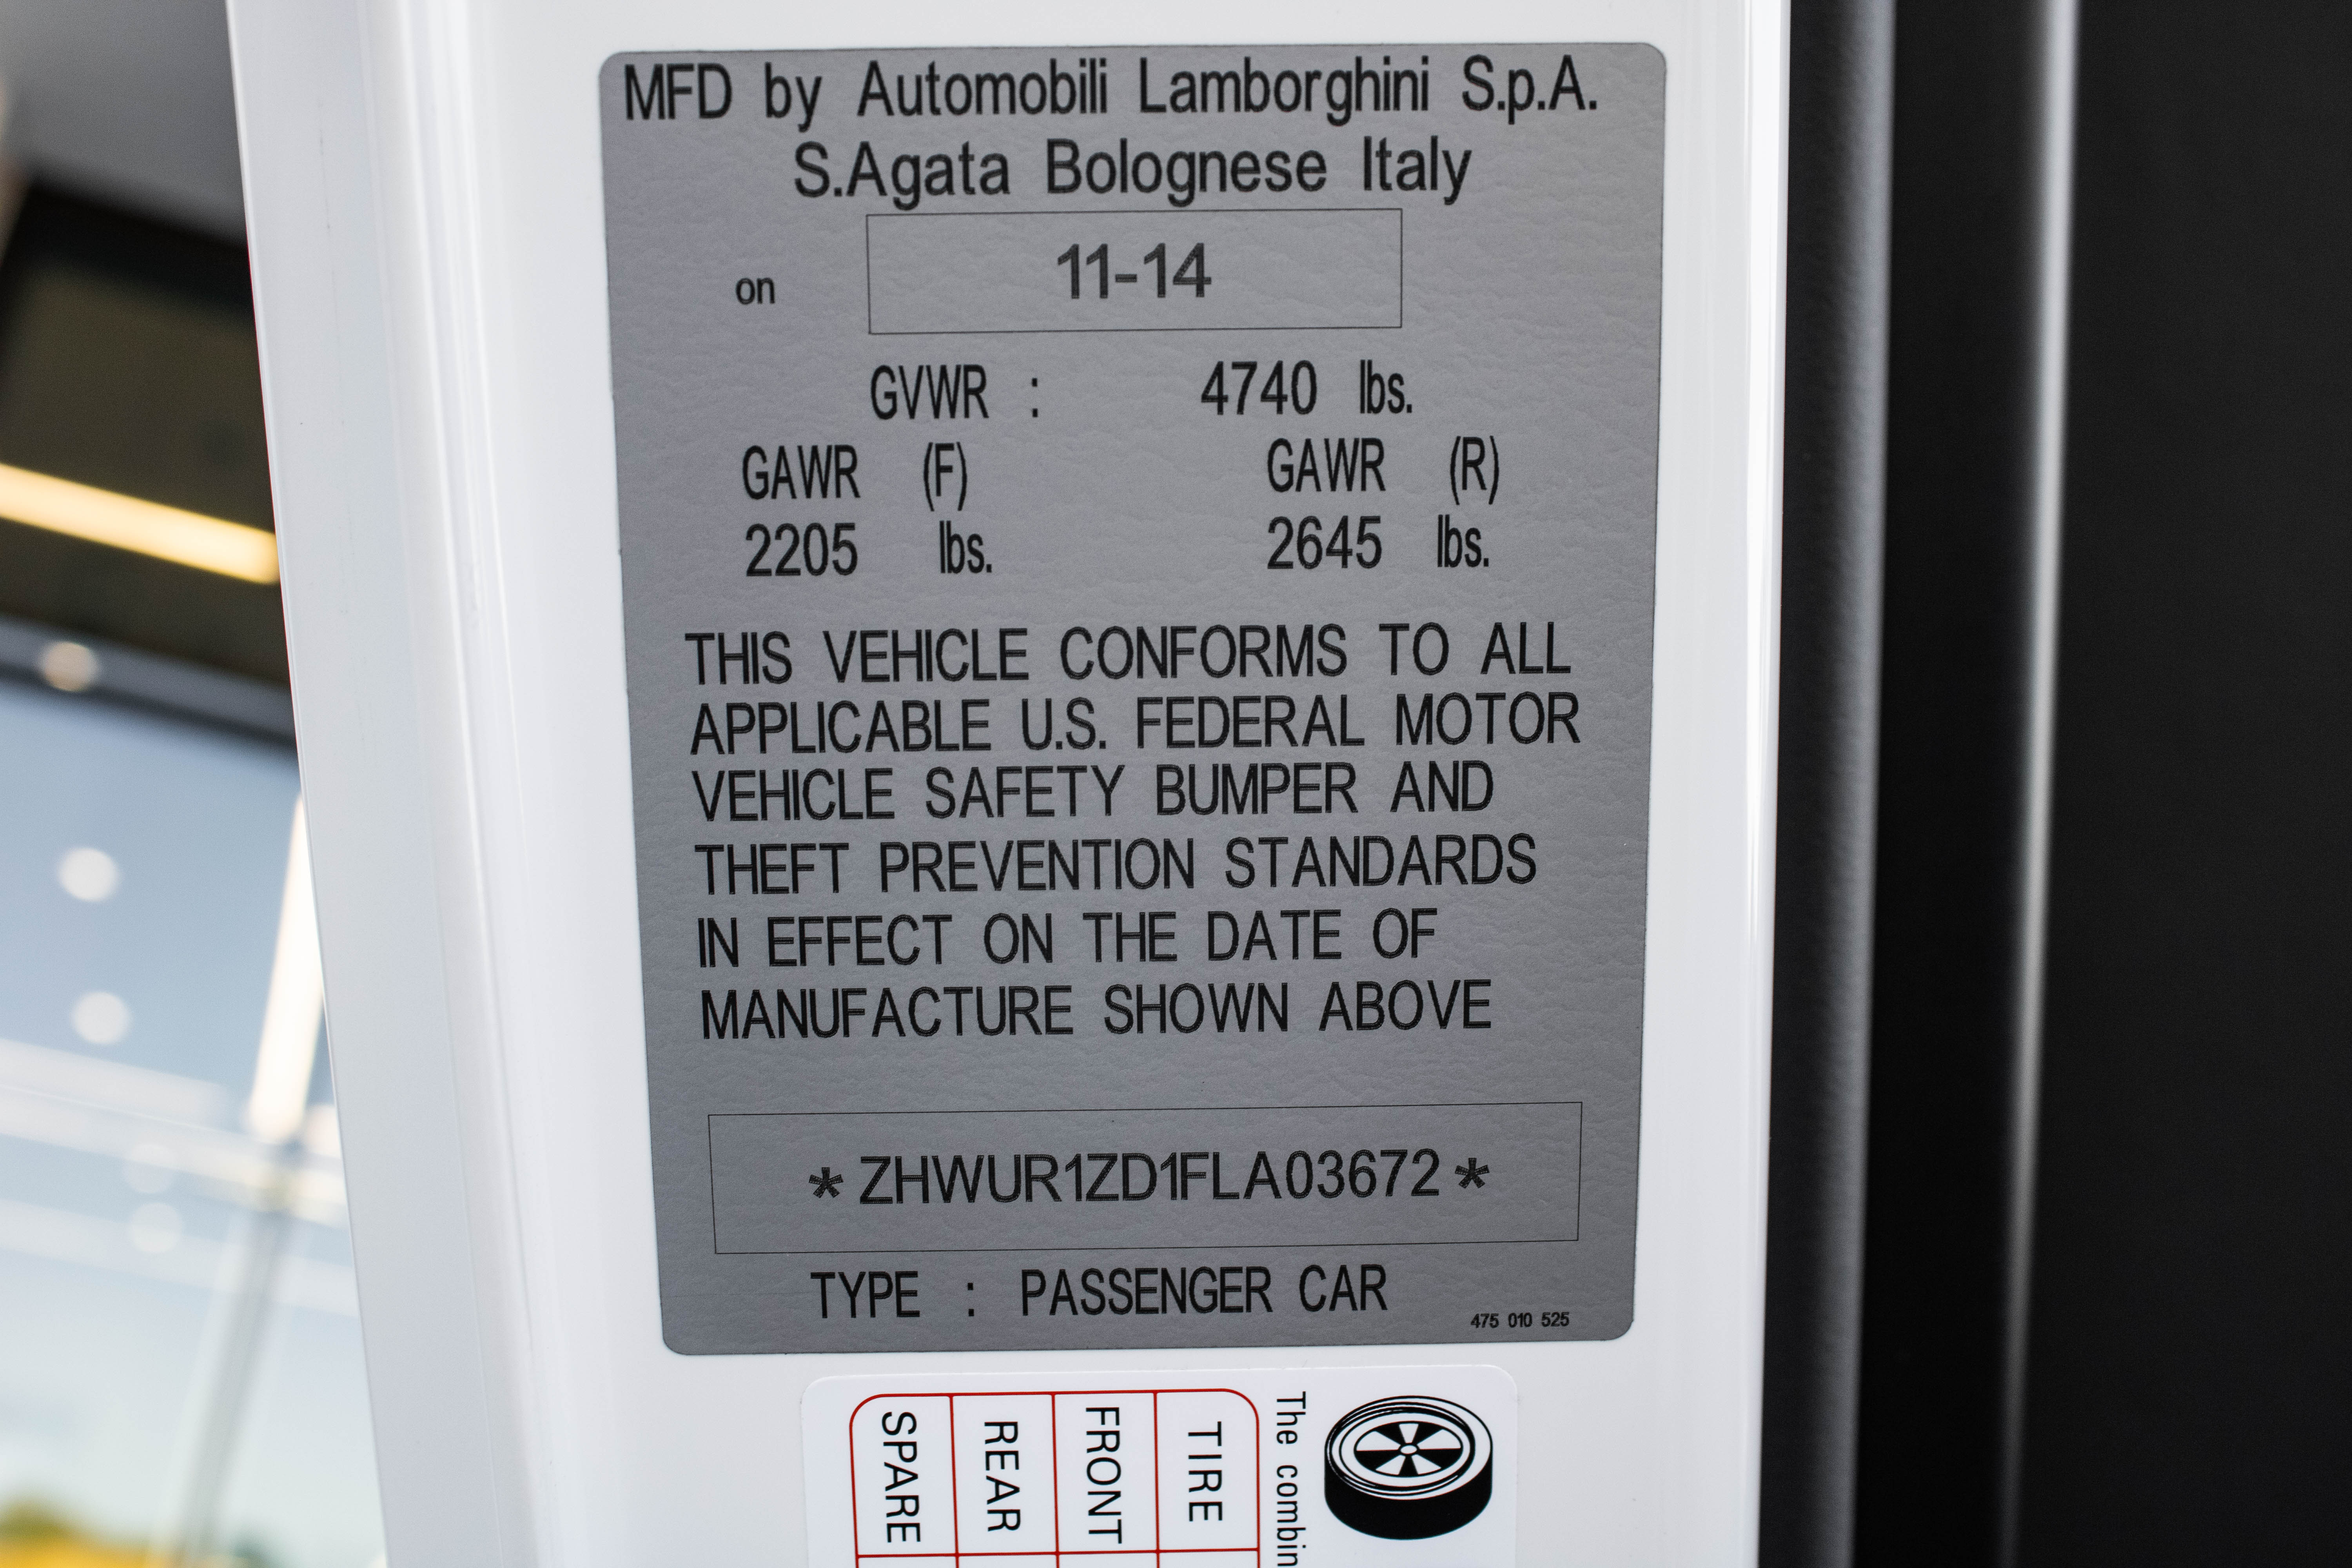 MFD by Automobili Lamborghini S.p.A.
S.Agata Bolognese Italy
on 11-14
GVWR : 4740 lbs.
GAWR (F) GAWR (R)
2205 lbs. 2645 lbs.
THIS VEHICLE CONFORMS TO ALL
APPLICABLE U.S. FEDERAL MOTOR
VEHICLE SAFETY BUMPER AND
THEFT PREVENTION STANDARDS
IN EFFECT ON THE DATE OF
MANUFACTURE SHOWN ABOVE
*ZHWUR1ZD1FLA03672*
TYPE : PASSENGER CAR
475 010 525
The combin
TIRE
FRONT
REAR
SPARE